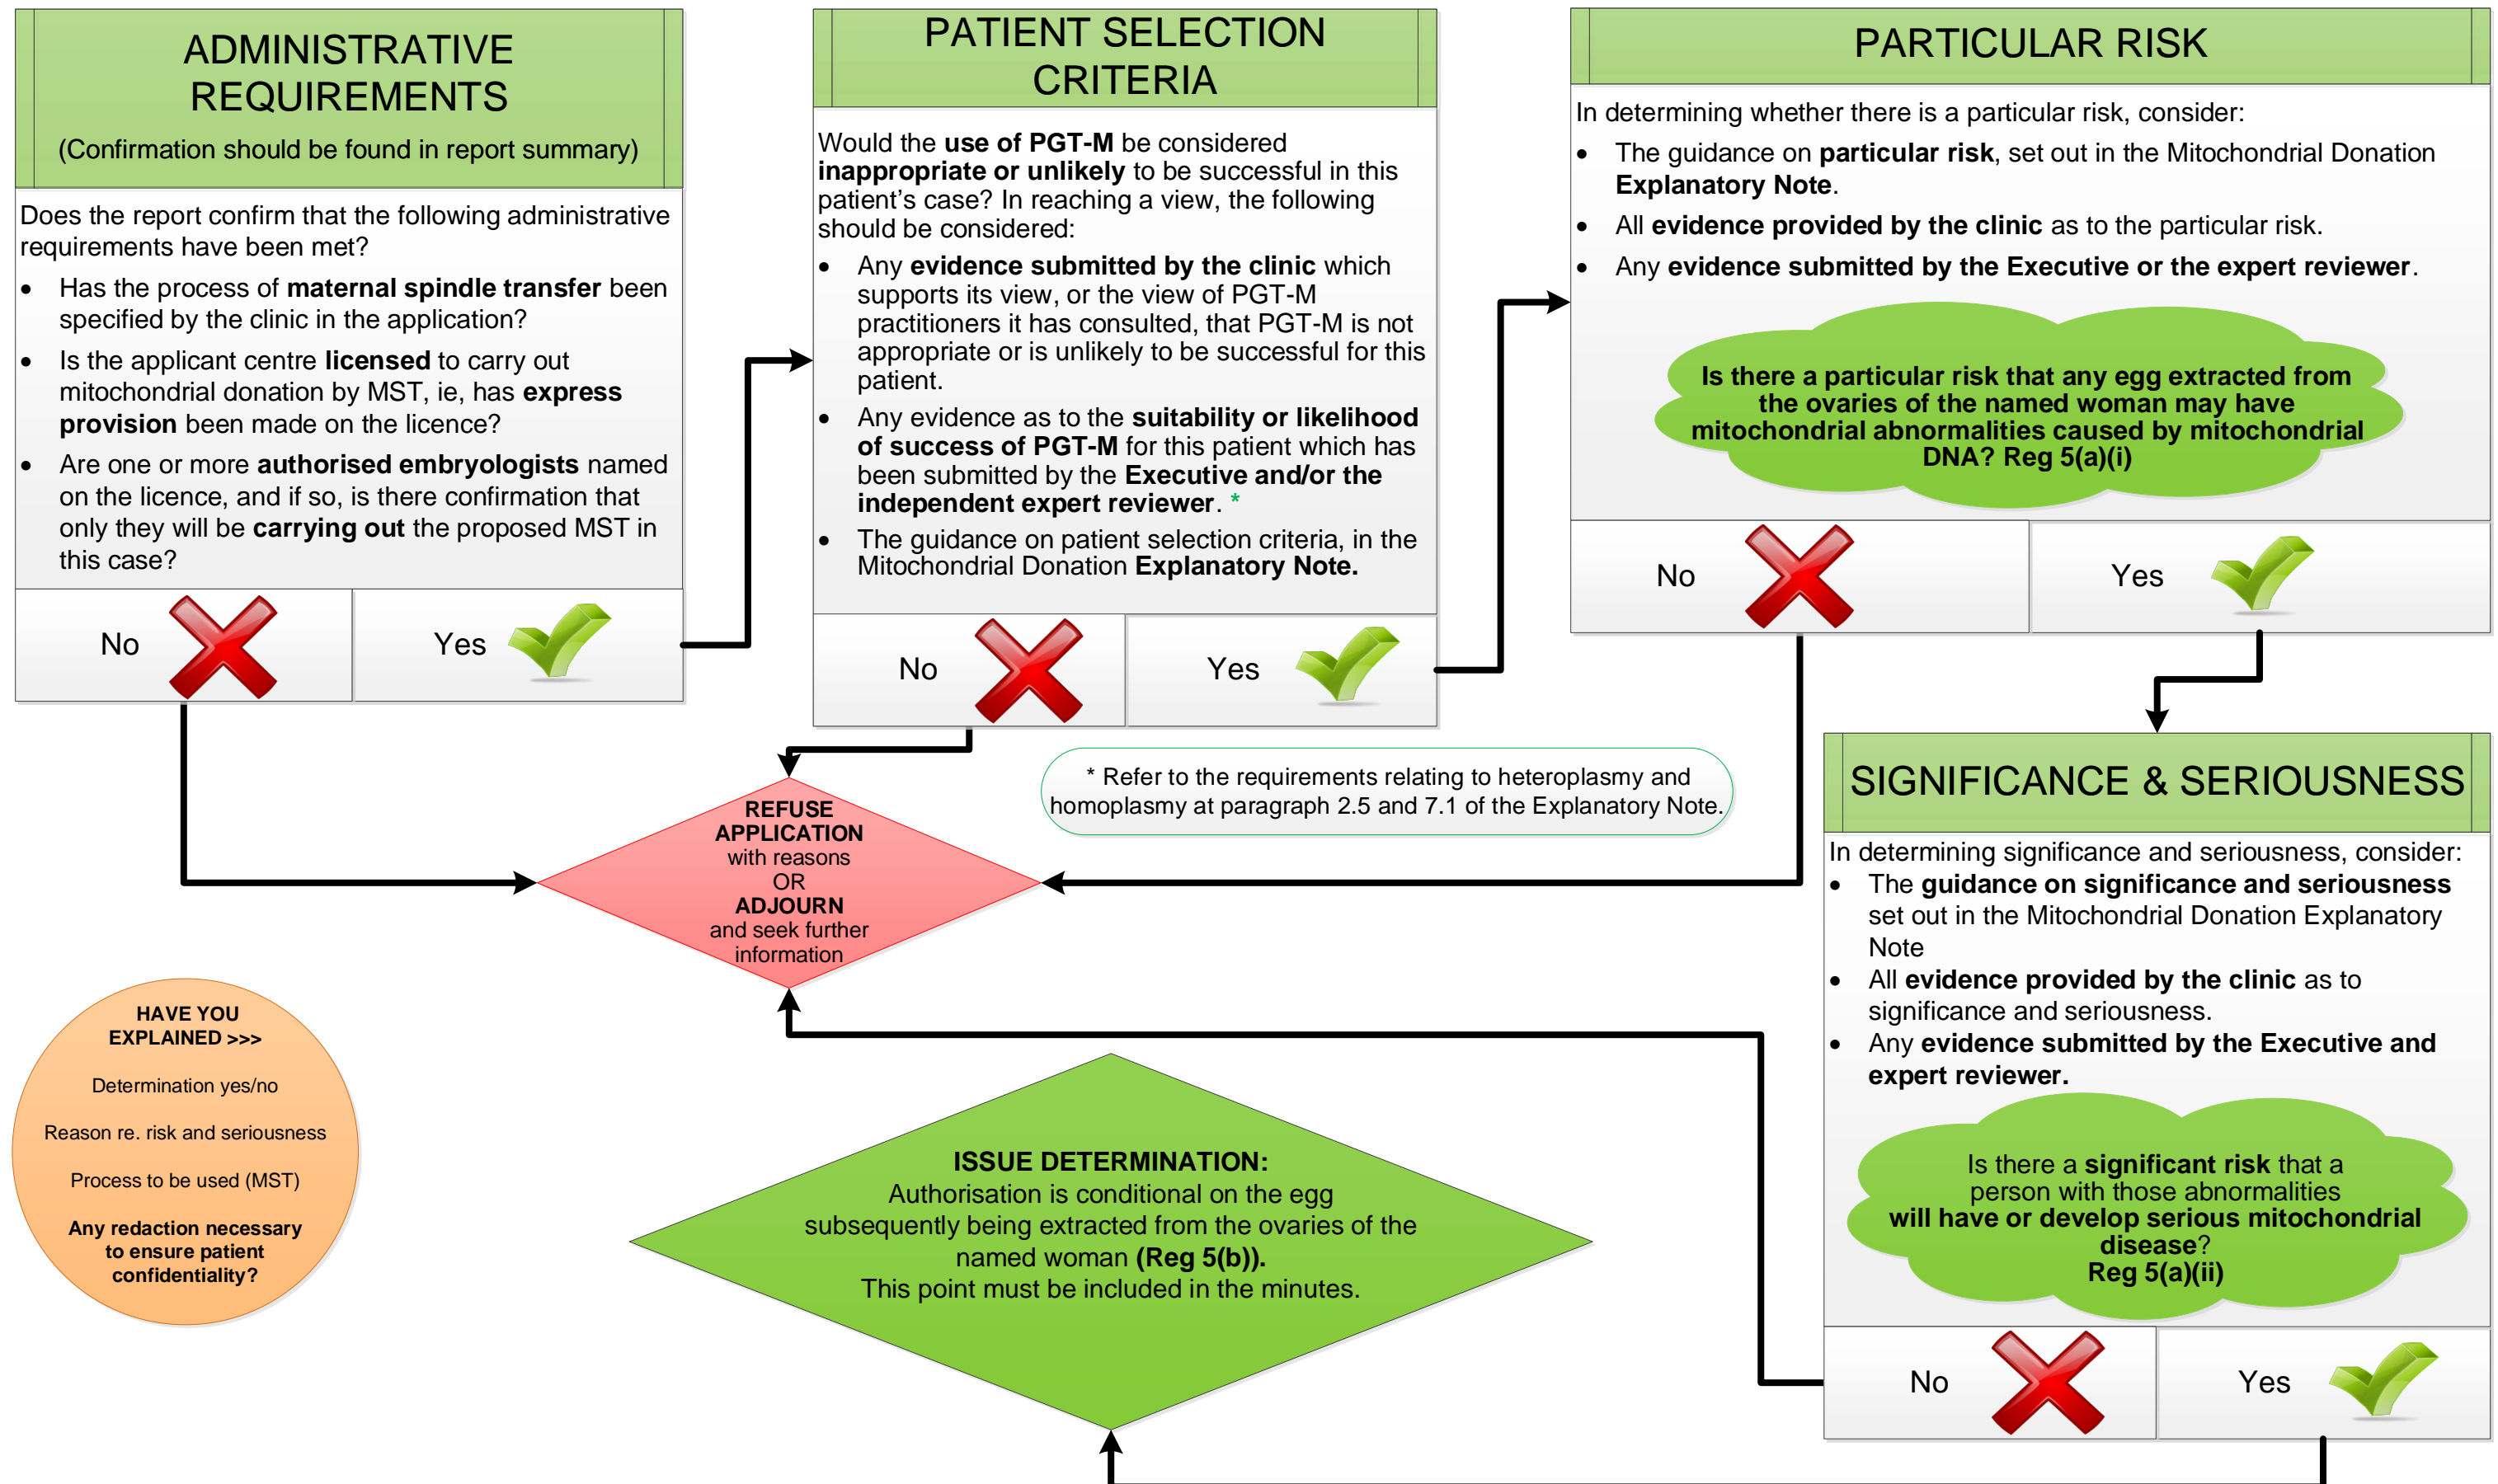 ADMINISTRATIVE
REQUIREMENTS
(Confirmation should be found in report summary)
Does the report confirm that the following administrative
requirements have been met?
• Has the process of maternal spindle transfer been
specified by the clinic in the application?
• Is the applicant centre licensed to carry out
mitochondrial donation by MST, ie, has express
provision been made on the licence?
• Are one or more authorised embryologists named
on the licence, and if so, is there confirmation that
only they will be carrying out the proposed MST in
this case?
No
Yes
PATIENT SELECTION
CRITERIA
Would the use of PGT-M be considered
inappropriate or unlikely to be successful in this
patient's case? In reaching a view, the following
should be considered:
• Any evidence submitted by the clinic which
supports its view, or the view of PGT-M
practitioners it has consulted, that PGT-M is not
appropriate or is unlikely to be successful for this
patient.
• Any evidence as to the suitability or likelihood
of success of PGT-M for this patient which has
been submitted by the Executive and/or the
independent expert reviewer. *
• The guidance on patient selection criteria, in the
Mitochondrial Donation Explanatory Note.
No
Yes
PARTICULAR RISK
In determining whether there is a particular risk, consider:
• The guidance on particular risk, set out in the Mitochondrial Donation
Explanatory Note.
• All evidence provided by the clinic as to the particular risk.
• Any evidence submitted by the Executive or the expert reviewer.
Is there a particular risk that any egg extracted from
the ovaries of the named woman may have
mitochondrial abnormalities caused by mitochondrial
DNA? Reg 5(a)(i)
No
Yes
* Refer to the requirements relating to heteroplasmy and
homoplasmy at paragraph 2.5 and 7.1 of the Explanatory Note.
REFUSE
APPLICATION
with reasons
OR
ADJOURN
and seek further
information
SIGNIFICANCE & SERIOUSNESS
In determining significance and seriousness, consider:
• The guidance on significance and seriousness
set out in the Mitochondrial Donation Explanatory
Note
• All evidence provided by the clinic as to
significance and seriousness.
• Any evidence submitted by the Executive and
expert reviewer.
Is there a significant risk that a
person with those abnormalities
will have or develop serious mitochondrial
disease?
Reg 5(a)(ii)
No
Yes
HAVE YOU
EXPLAINED >>>
Determination yes/no
Reason re. risk and seriousness
Process to be used (MST)
Any redaction necessary
to ensure patient
confidentiality?
ISSUE DETERMINATION:
Authorisation is conditional on the egg
subsequently being extracted from the ovaries of the
named woman (Reg 5(b)).
This point must be included in the minutes.